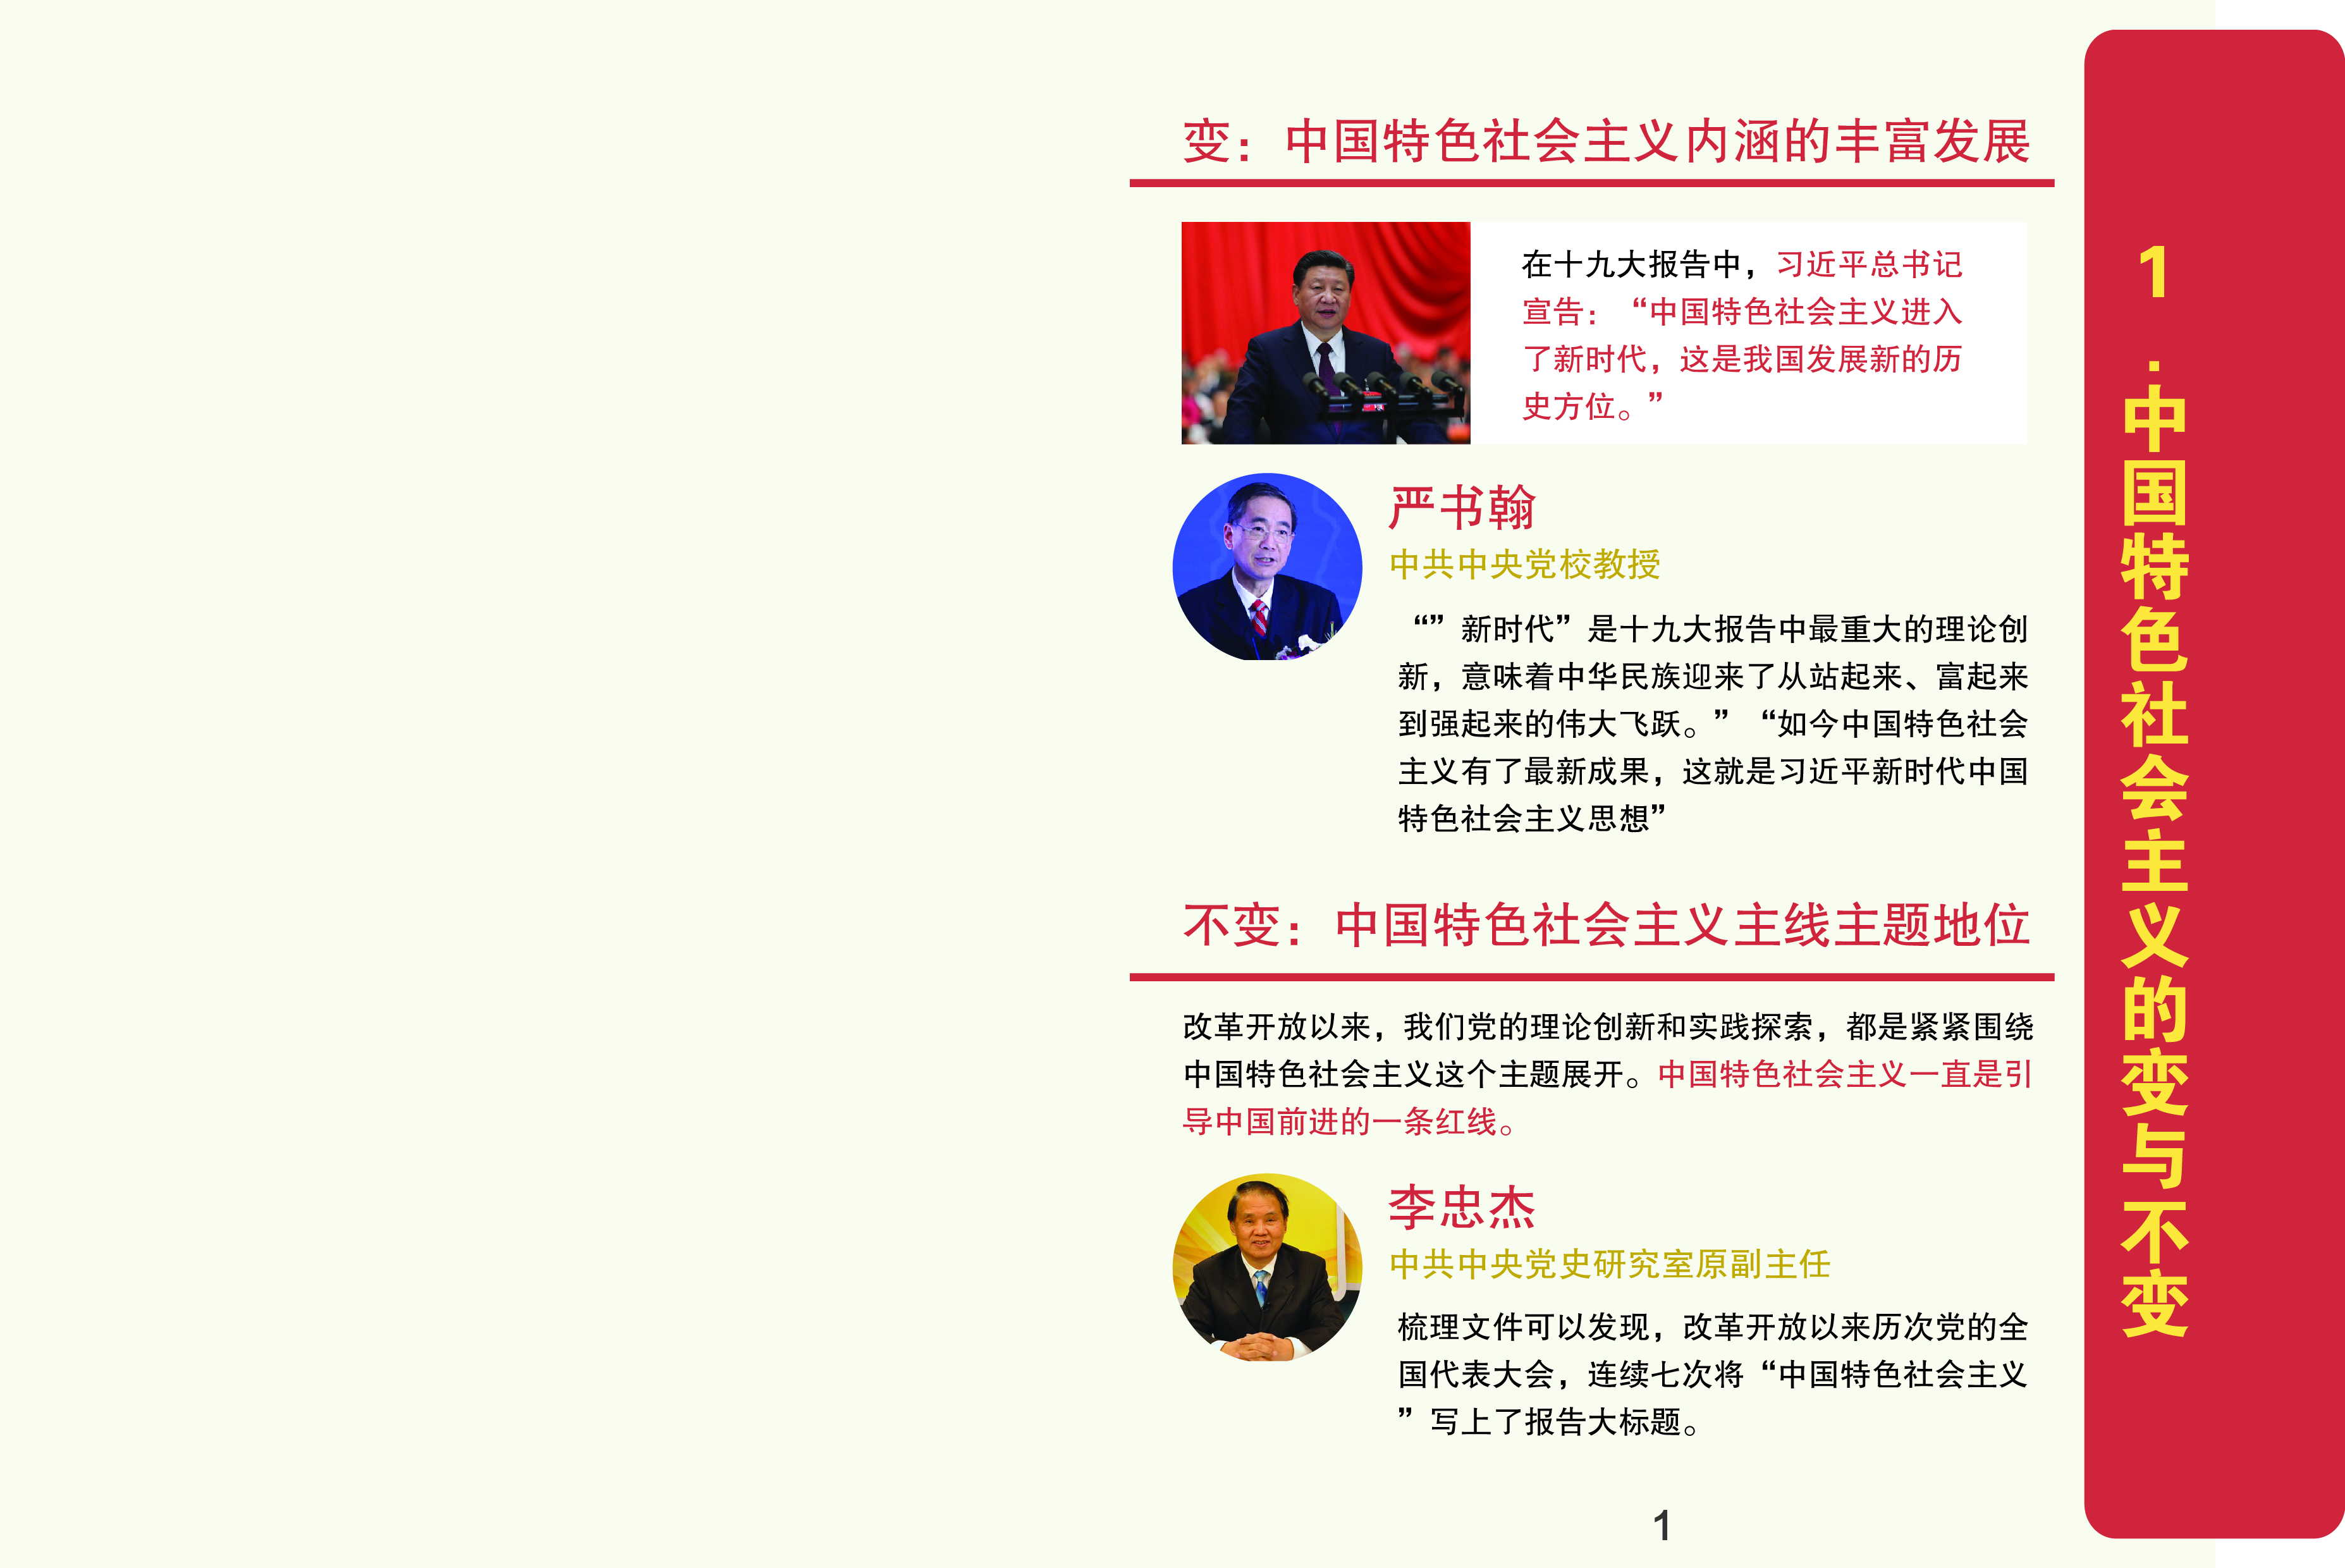 变：中国特色社会主义内涵的丰富发展
在十九大报告中，习近平总书记
宣告：“中国特色社会主义进入
了新时代，这是我国发展新的历
史方位。”
严书翰
中共中央党校教授
“”新时代”是十九大报告中最重大的理论创
新，意味着中华民族迎来了从站起来、富起来
到强起来的伟大飞跃。”“如今中国特色社会
主义有了最新成果，这就是习近平新时代中国
特色社会主义思想”
不变：中国特色社会主义主线主题地位
改革开放以来，我们党的理论创新和实践探索，都是紧紧围绕
中国特色社会主义这个主题展开。中国特色社会主义一直是引
导中国前进的一条红线。
李忠杰
中共中央党史研究室原副主任
梳理文件可以发现，改革开放以来历次党的全
国代表大会，连续七次将“中国特色社会主义
”写上了报告大标题。
1
1.中国特色社会主义的变与不变